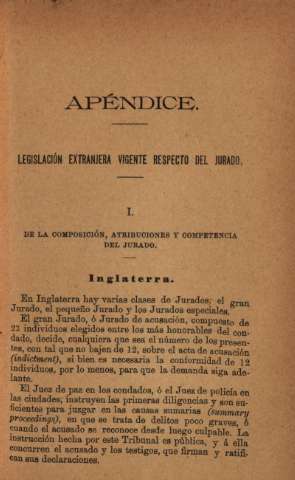 APÉNDICE.
LEGISLACIÓN EXTRANJERA VIGENTE RESPECTO DEL JURADO.
I.
DE LA COMPOSICIÓN, ATRIBUCIONES Y COMPETENCIA
DEL JURADO.
Inglaterra.
En Inglaterra hay varias clases de Jurados; el gran
Jurado, el pequeño Jurado y los Jurados especiales.
El gran Jurado, ó Jurado de acusación, compuesto de
23 individuos elegidos entre los más honorables del con-
dado, decide, cualquiera que sea el número de los presen-
tes, con tal que no bajen de 12, sobre el acta de acusación
(indictment), si bien es necesaria la conformidad de 12
individuos, por lo menos, para que la demanda siga ade-
lante.
El Juez de paz en los condados, ó el Juez de policía en
las ciudades, instruyen las primeras diligencias y son su-
ficientes para juzgar en las causas sumarias (summary
proceedings), en que se trata de delitos poco graves, ó
cuando el acusado se reconoce desde luego culpable. La
instrucción hecha por este Tribunal es pública, y á ella
concurren el acusado y los testigos, que firman y ratifi-
can sus declaraciones.